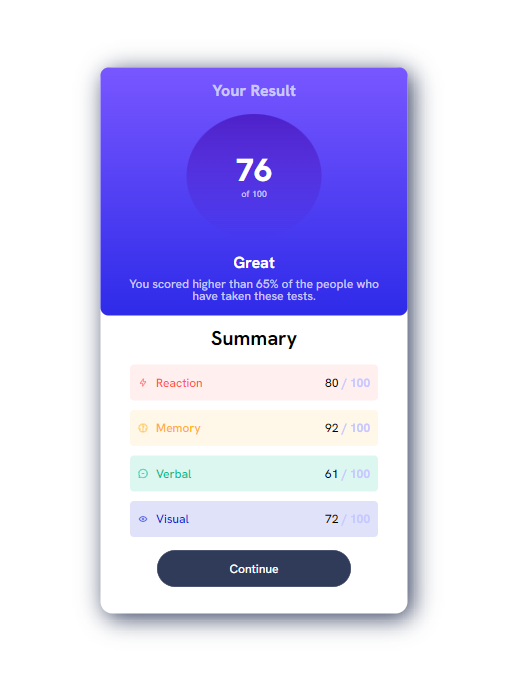 Your Result
76
of 100
Great
You scored higher than 65% of the people who
have taken these tests.
Summary
Reaction 80 / 100
Memory 92 / 100
Verbal 61 / 100
Visual 72 / 100
Continue